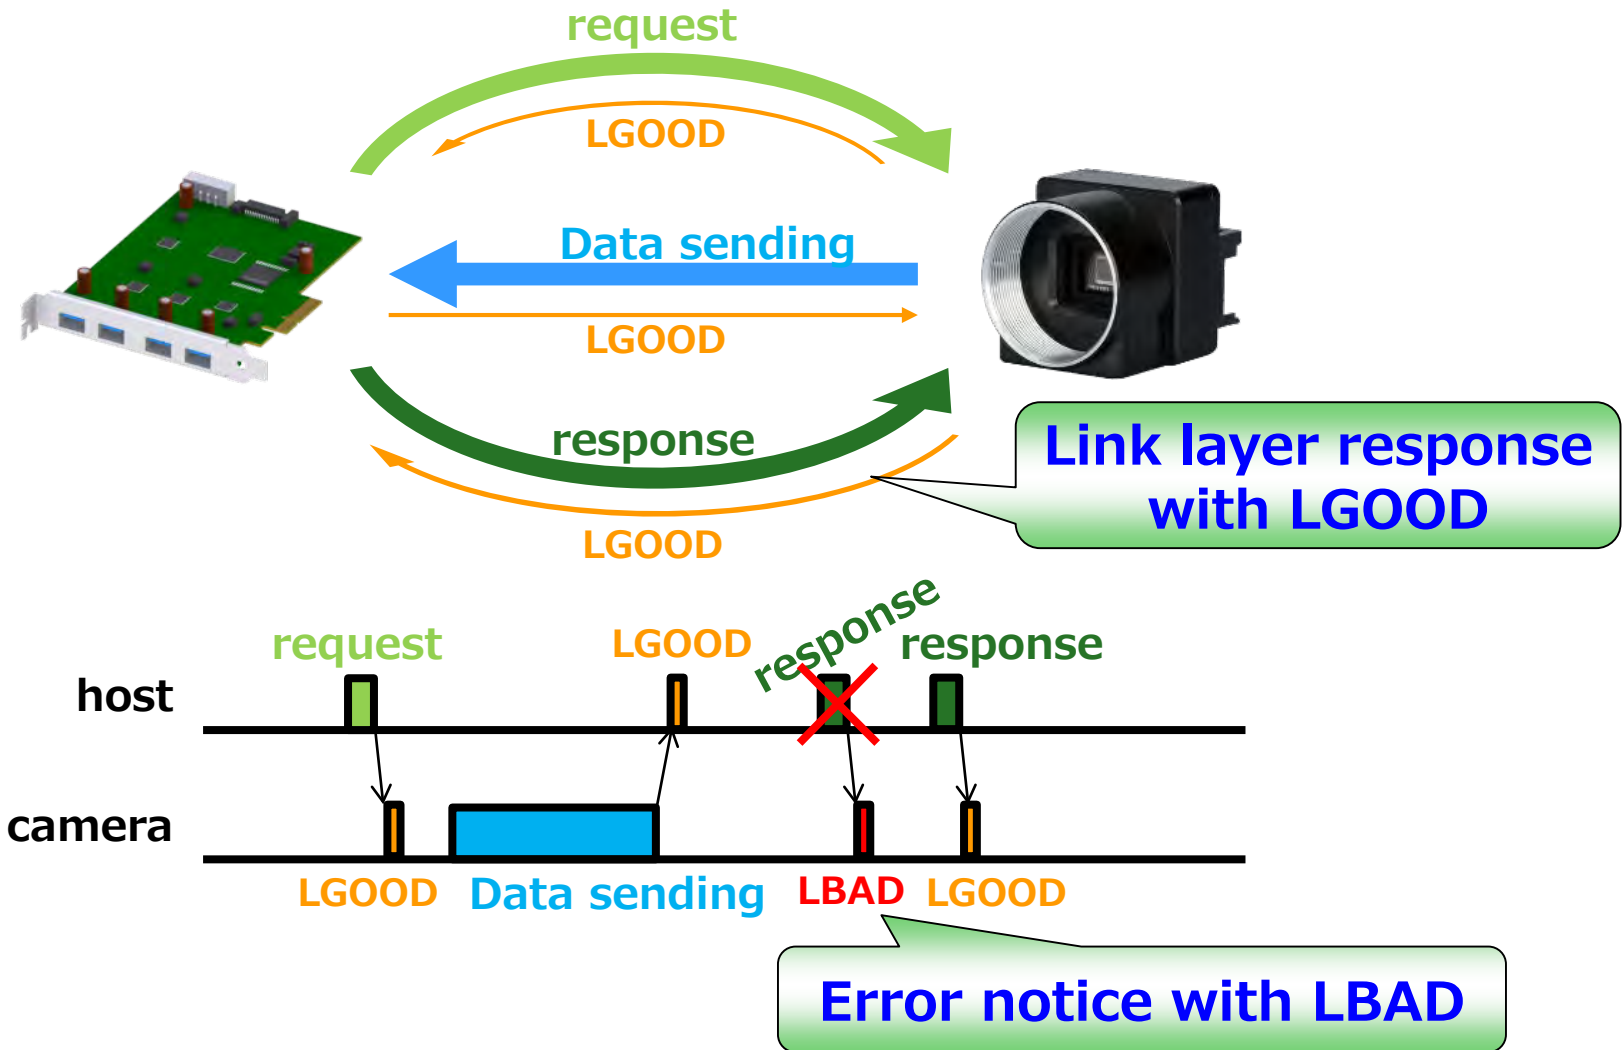 request
LGOOD
Data sending
LGOOD
response
LGOOD
Link layer response
with LGOOD
request
LGOOD
response
response
host
camera
LGOOD
Data sending
LBAD
LGOOD
Error notice with LBAD